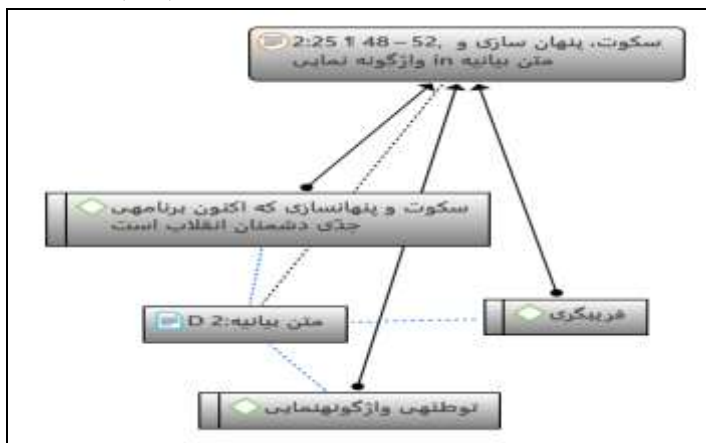 2:25 ¶ 48 – 52, سکوت، پنهان سازی و
واژگونه نمایی in متن بیانیه
سکوت و پنهانسازی که اکنون برنامهی
جدّی دشمنان انقلاب است
D 2:متن بیانیه
فریبگری
توطئهی واژگونهنمایی